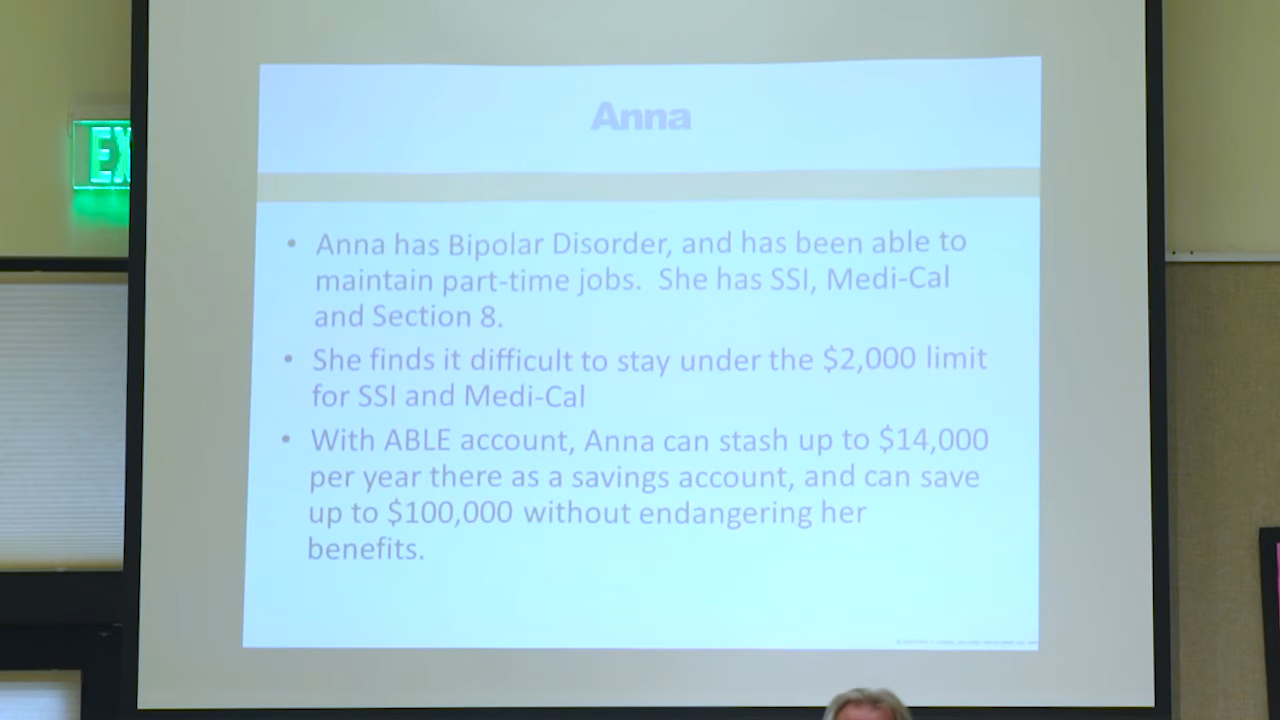 EX
Anna
• Anna has Bipolar Disorder, and has been able to
maintain part-time jobs.  She has SSI, Medi-Cal
and Section 8.
• She finds it difficult to stay under the $2,000 limit
for SSI and Medi-Cal
• With ABLE account, Anna can stash up to $14,000
per year there as a savings account, and can save
up to $100,000 without endangering her
benefits.